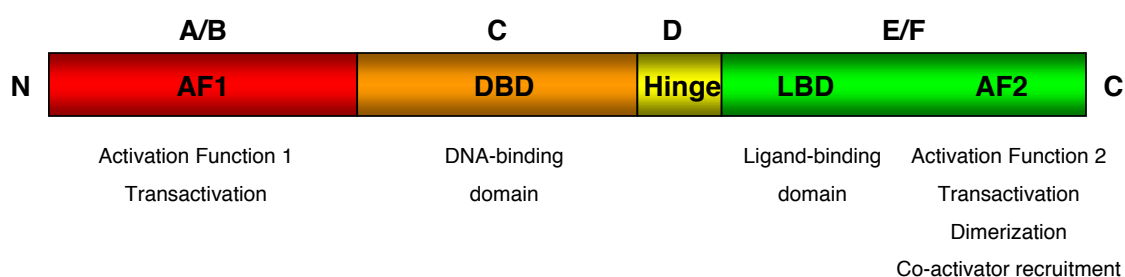 A/B C D E/F
N AF1 DBD Hinge LBD AF2 C
Activation Function 1 DNA-binding Ligand-binding Activation Function 2
Transactivation domain domain Transactivation
Dimerization
Co-activator recruitment